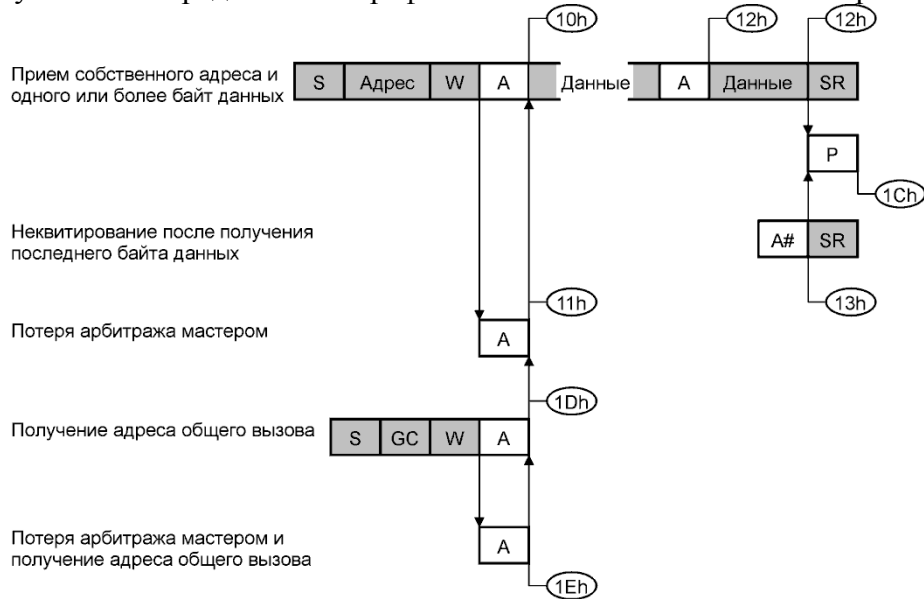 10h
12h
12h
Прием собственного адреса и
одного или более байт данных
S
Адрес
W
A
Данные
A
Данные
SR
P
1Ch
Неквитирование после получения
последнего байта данных
A#
SR
13h
11h
Потеря арбитража мастером
A
1Dh
Получение адреса общего вызова
S
GC
W
A
Потеря арбитража мастером и
получение адреса общего вызова
A
1Eh